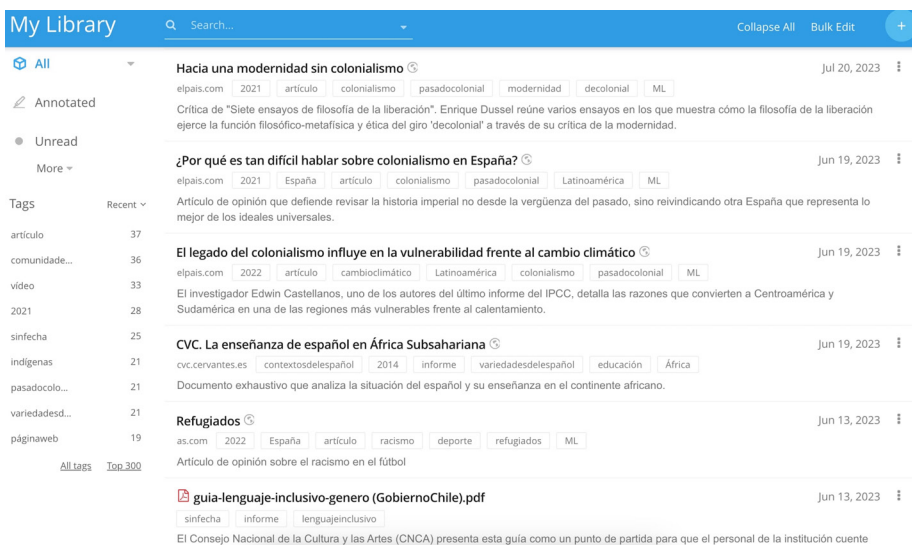 My Library
Search...
Collapse All
Bulk Edit
+
All
Annotated
Unread
More
Tags
Recent
artículo 37
comunidade... 36
vídeo 33
2021 28
sinfecha 25
indígenas 21
pasadocolo... 21
variedadesd... 21
páginaweb 19
All tags Top 300
Hacia una modernidad sin colonialismo
Jul 20, 2023
elpais.com 2021 artículo colonialismo pasadocolonial modernidad decolonial ML
Crítica de "Siete ensayos de filosofía de la liberación". Enrique Dussel reúne varios ensayos en los que muestra cómo la filosofía de la liberación
ejerce la función filosófico-metafísica y ética del giro 'decolonial' a través de su crítica de la modernidad.
¿Por qué es tan difícil hablar sobre colonialismo en España?
Jun 19, 2023
elpais.com 2021 España artículo colonialismo pasadocolonial Latinoamérica ML
Artículo de opinión que defiende revisar la historia imperial no desde la vergüenza del pasado, sino reivindicando otra España que representa lo
mejor de los ideales universales.
El legado del colonialismo influye en la vulnerabilidad frente al cambio climático
Jun 19, 2023
elpais.com 2022 artículo cambioclimático Latinoamérica colonialismo pasadocolonial ML
El investigador Edwin Castellanos, uno de los autores del último informe del IPCC, detalla las razones que convierten a Centroamérica y
Sudamérica en una de las regiones más vulnerables frente al calentamiento.
CVC. La enseñanza de español en África Subsahariana
Jun 19, 2023
cvc.cervantes.es contextosdelespañol 2014 informe variedadesdelespañol educación África
Documento exhaustivo que analiza la situación del español y su enseñanza en el continente africano.
Refugiados
Jun 13, 2023
as.com 2022 España artículo racismo deporte refugiados ML
Artículo de opinión sobre el racismo en el fútbol
guia-lenguaje-inclusivo-genero (GobiernoChile).pdf
Jun 13, 2023
sinfecha informe lenguajeinclusivo
El Consejo Nacional de la Cultura y las Artes (CNCA) presenta esta guía como un punto de partida para que el personal de la institución cuente